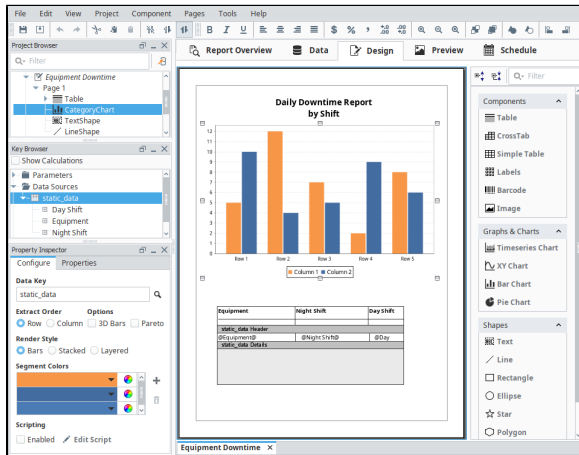 File Edit View Project Component Pages Tools Help
Project Browser
Filter
Equipment Downtime
Page 1
Table
CategoryChart
TextShape
LineShape
Key Browser
Show Calculations
Parameters
Data Sources
static_data
Day Shift
Equipment
Night Shift
Property Inspector
Configure Properties
Data Key
static_data
Extract Order Options
Row Column 3D Bars Pareto
Render Style
Bars Stacked Layered
Segment Colors
Scripting
Enabled Edit Script
B I U $ % ,
Report Overview Data Design Preview Schedule
Daily Downtime Report
by Shift
12
11
10
9
8
7
6
5
4
3
2
1
0
Row 1 Row 2 Row 3 Row 4 Row 5
Column 1 Column 2
Equipment Night Shift Day Shift
static_data Header
@Equipment@ @Night Shift@ @Day
static_data Details
Equipment Downtime X
Filter
Components
Table
CrossTab
Simple Table
Labels
Barcode
Image
Graphs & Charts
Timeseries Chart
XY Chart
Bar Chart
Pie Chart
Shapes
Text
Line
Rectangle
Ellipse
Star
Polygon